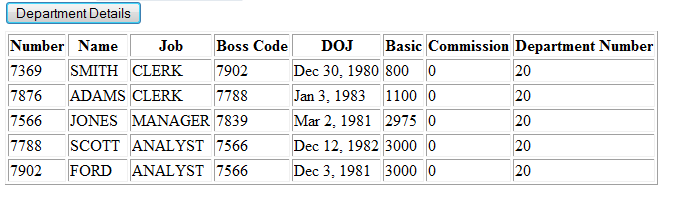 Department Details
Number Name Job Boss Code DOJ Basic Commission Department Number
7369 SMITH CLERK 7902 Dec 30, 1980 800 0 20
7876 ADAMS CLERK 7788 Jan 3, 1983 1100 0 20
7566 JONES MANAGER 7839 Mar 2, 1981 2975 0 20
7788 SCOTT ANALYST 7566 Dec 12, 1982 3000 0 20
7902 FORD ANALYST 7566 Dec 3, 1981 3000 0 20